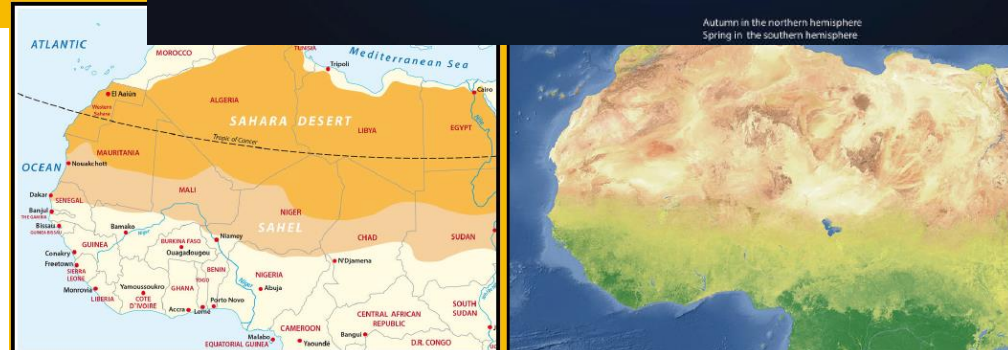 Autumn in the northern hemisphere
Spring in the southern hemisphere
ATLANTIC
MOROCCO
TUNISIA
Mediterranean Sea
Tripoli
El Aaiún
Cairo
Western
Sahara
ALGERIA
SAHARA DESERT
LIBYA
EGYPT
Nile
Tropic of Cancer
MAURITANIA
OCEAN
Nouakchott
MALI
Dakar
SENEGAL
NIGER
Banjul
THE GAMBIA
SAHEL
Bissau
GUINEA BISSAU
Bamako
Niger
Niamey
CHAD
SUDAN
GUINEA
BURKINA FASO
Ouagadougou
Conakry
N'Djamena
Freetown
SIERRA
LEONE
BENIN
NIGERIA
TOGO
GHANA
Niger
Abuja
Monrovia
LIBERIA
Yamoussoukro
COTE
D'IVOIRE
Porto Novo
Accra
Lomé
SOUTH
SUDAN
CENTRAL AFRICAN
REPUBLIC
CAMEROON
Malabo
EQUATORIAL GUINEA
Yaoundé
Bangui
D.R. CONGO